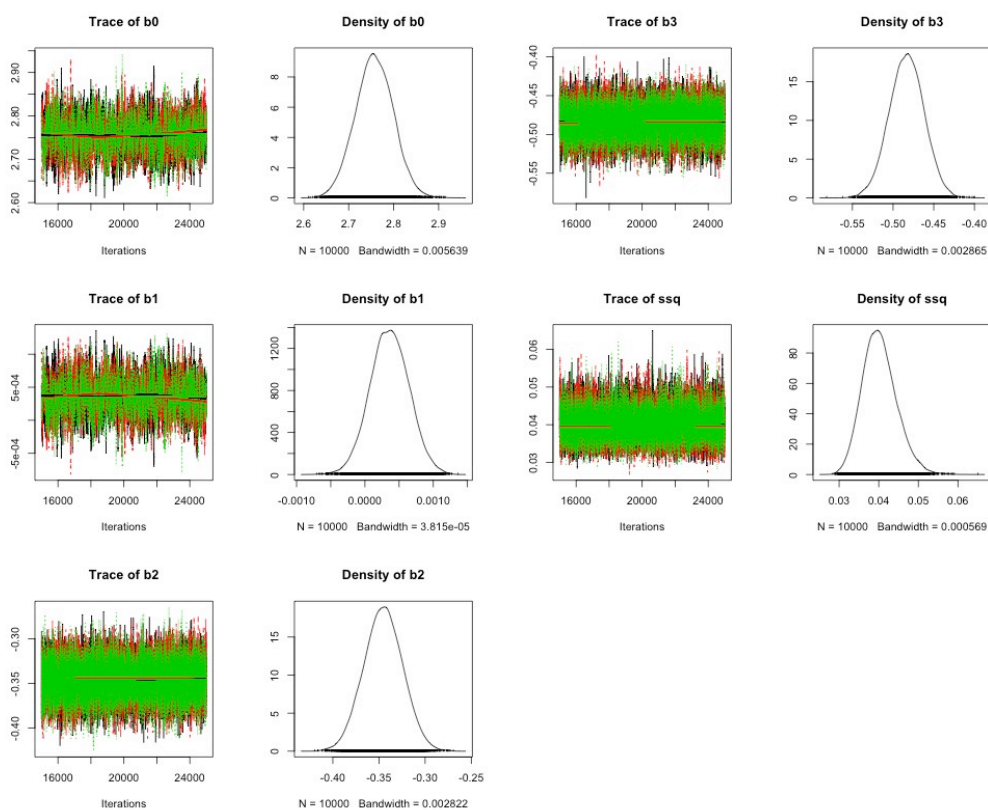 Trace of b0
2.60 2.70 2.80 2.90
16000 20000 24000
Iterations
Density of b0
0 2 4 6 8
2.6 2.7 2.8 2.9
N = 10000 Bandwidth = 0.005639
Trace of b3
-0.55 -0.50 -0.45 -0.40
16000 20000 24000
Iterations
Density of b3
0 5 10 15
-0.55 -0.50 -0.45 -0.40
N = 10000 Bandwidth = 0.002865
Trace of b1
-5e-04 5e-04
16000 20000 24000
Iterations
Density of b1
0 200 400 800 1200
-0.0010 0.0000 0.0010
N = 10000 Bandwidth = 3.815e-05
Trace of ssq
0.03 0.04 0.05 0.06
16000 20000 24000
Iterations
Density of ssq
0 20 40 60 80
0.03 0.04 0.05 0.06
N = 10000 Bandwidth = 0.000569
Trace of b2
-0.40 -0.35 -0.30
16000 20000 24000
Iterations
Density of b2
0 5 10 15
-0.40 -0.35 -0.30 -0.25
N = 10000 Bandwidth = 0.002822